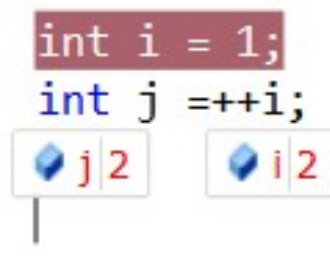 int i = 1;
int j =++i;
j 2 i 2